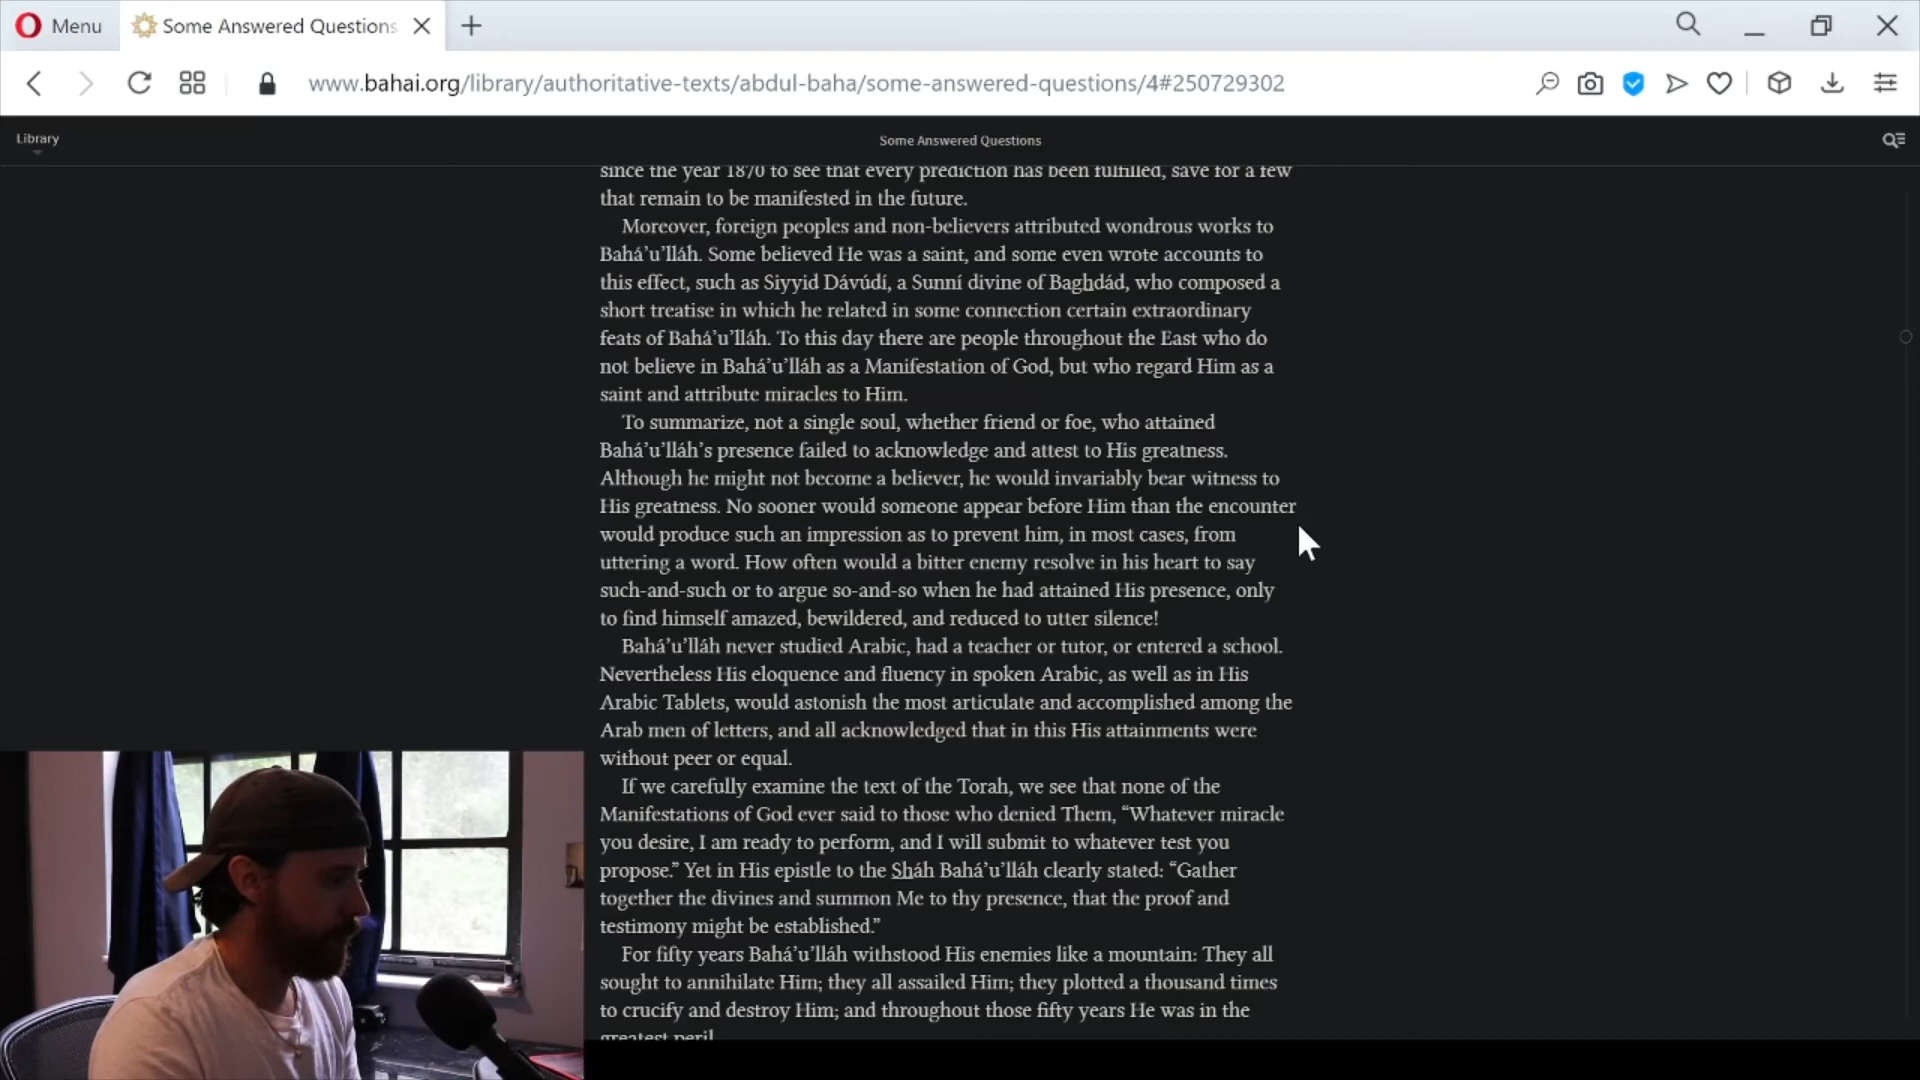 Menu
Some Answered Questions
www.bahai.org/library/authoritative-texts/abdul-baha/some-answered-questions/4#250729302
Library
Some Answered Questions
since the year 1870 to see that every prediction has been fulfilled, save for a few
that remain to be manifested in the future.
Moreover, foreign peoples and non-believers attributed wondrous works to
Bahá’u’lláh. Some believed He was a saint, and some even wrote accounts to
this effect, such as Siyyid Dávúdí, a Sunní divine of Baghdád, who composed a
short treatise in which he related in some connection certain extraordinary
feats of Bahá’u’lláh. To this day there are people throughout the East who do
not believe in Bahá’u’lláh as a Manifestation of God, but who regard Him as a
saint and attribute miracles to Him.
To summarize, not a single soul, whether friend or foe, who attained
Bahá’u’lláh’s presence failed to acknowledge and attest to His greatness.
Although he might not become a believer, he would invariably bear witness to
His greatness. No sooner would someone appear before Him than the encounter
would produce such an impression as to prevent him, in most cases, from
uttering a word. How often would a bitter enemy resolve in his heart to say
such-and-such or to argue so-and-so when he had attained His presence, only
to find himself amazed, bewildered, and reduced to utter silence!
Bahá’u’lláh never studied Arabic, had a teacher or tutor, or entered a school.
Nevertheless His eloquence and fluency in spoken Arabic, as well as in His
Arabic Tablets, would astonish the most articulate and accomplished among the
Arab men of letters, and all acknowledged that in this His attainments were
without peer or equal.
If we carefully examine the text of the Torah, we see that none of the
Manifestations of God ever said to those who denied Them, “Whatever miracle
you desire, I am ready to perform, and I will submit to whatever test you
propose.” Yet in His epistle to the Sháh Bahá’u’lláh clearly stated: “Gather
together the divines and summon Me to thy presence, that the proof and
testimony might be established.”
For fifty years Bahá’u’lláh withstood His enemies like a mountain: They all
sought to annihilate Him; they all assailed Him; they plotted a thousand times
to crucify and destroy Him; and throughout those fifty years He was in the
greatest peril.